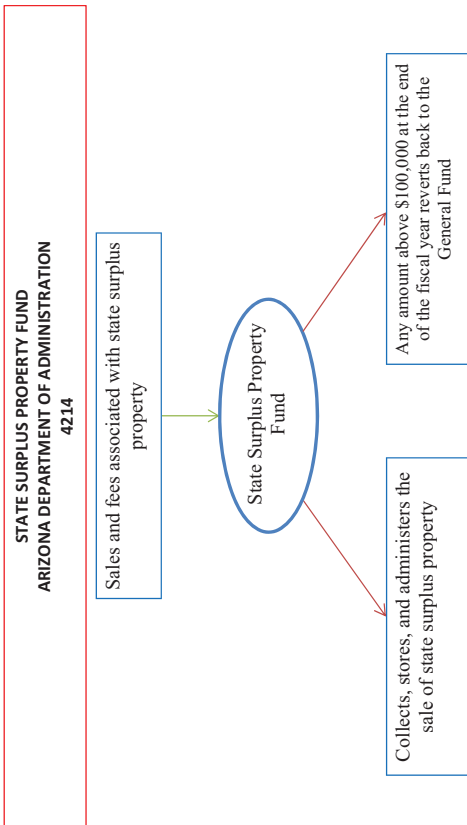 STATE SURPLUS PROPERTY FUND
ARIZONA DEPARTMENT OF ADMINISTRATION
4214
Sales and fees associated with state surplus
property
State Surplus Property
Fund
Collects, stores, and administers the
sale of state surplus property
Any amount above $100,000 at the end
of the fiscal year reverts back to the
General Fund